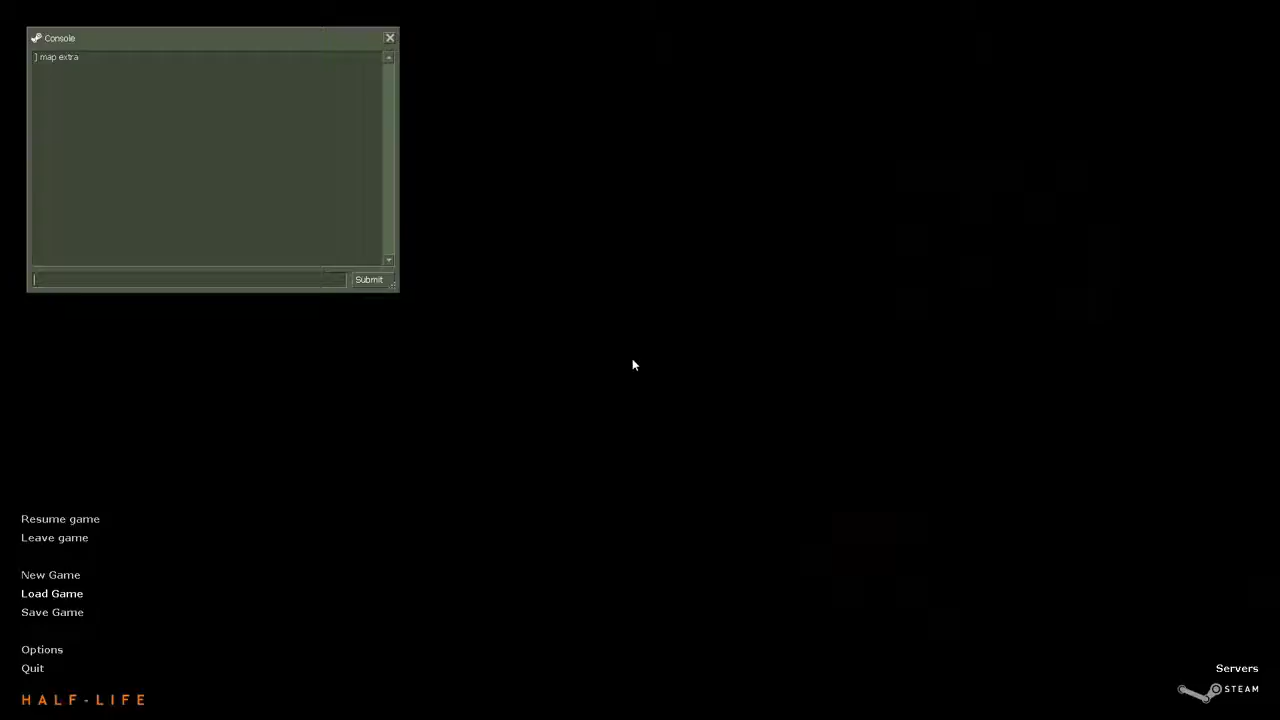 Console
] map extra
Submit
Resume game
Leave game
New Game
Load Game
Save Game
Options
Quit
Servers
HALF-LIFE
STEAM